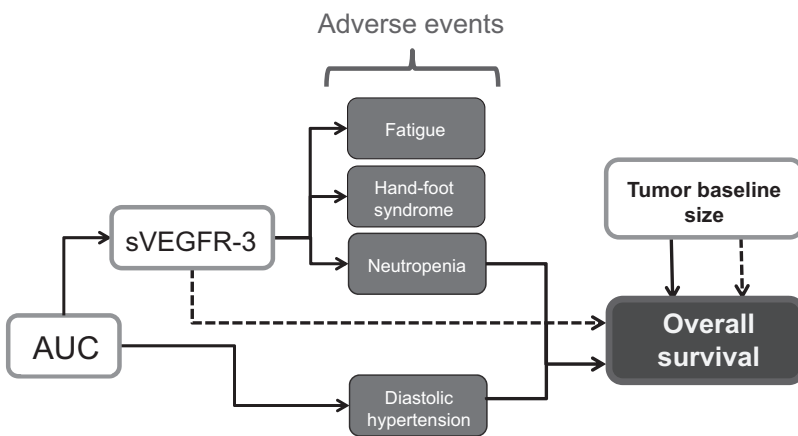 Adverse events
Fatigue
Hand-foot
syndrome
Neutropenia
Tumor baseline
size
sVEGFR-3
AUC
Overall
survival
Diastolic
hypertension